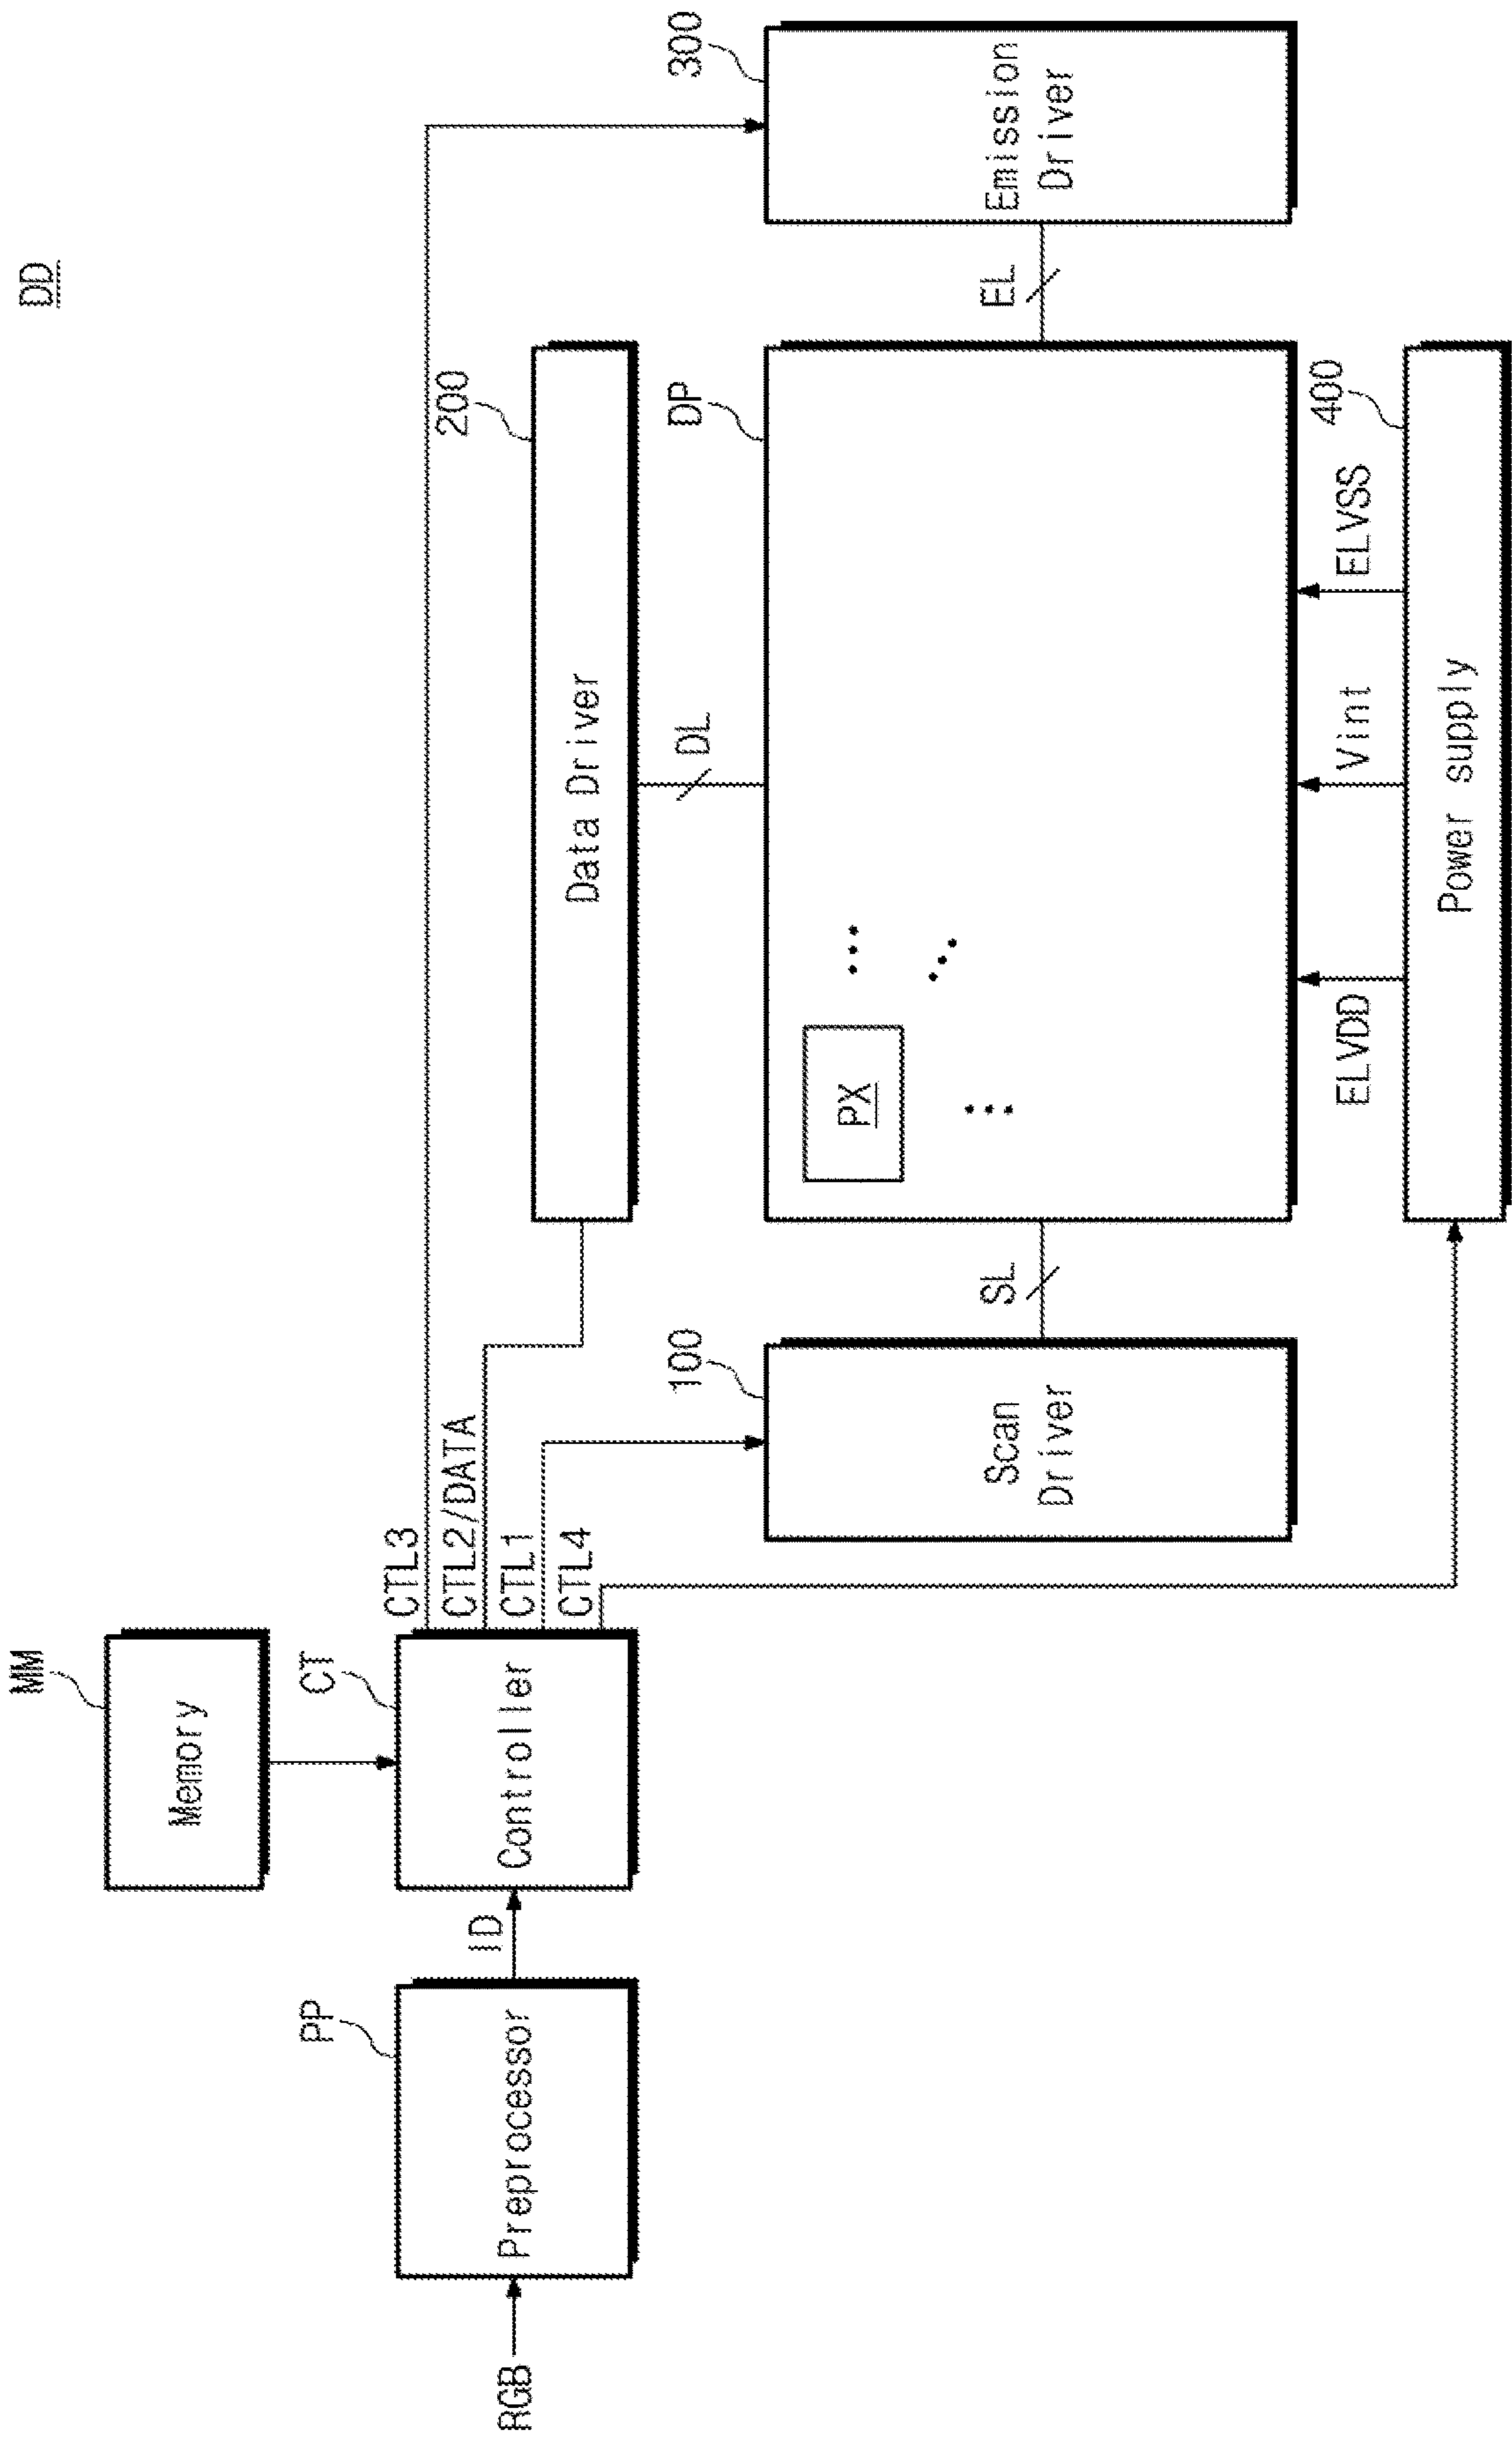 DD
MM
Memory
PP
CT
CTL3
200
300
CTL2/DATA
RGB
Preprocessor
ID
Controller
CTL1
CTL4
Data Driver
DL
100
DP
PX
Scan
Driver
SL
EL
Emission
Driver
ELVDD
Vint
ELVSS
400
Power supply